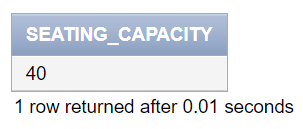 SEATING_CAPACITY
40
1 row returned after 0.01 seconds